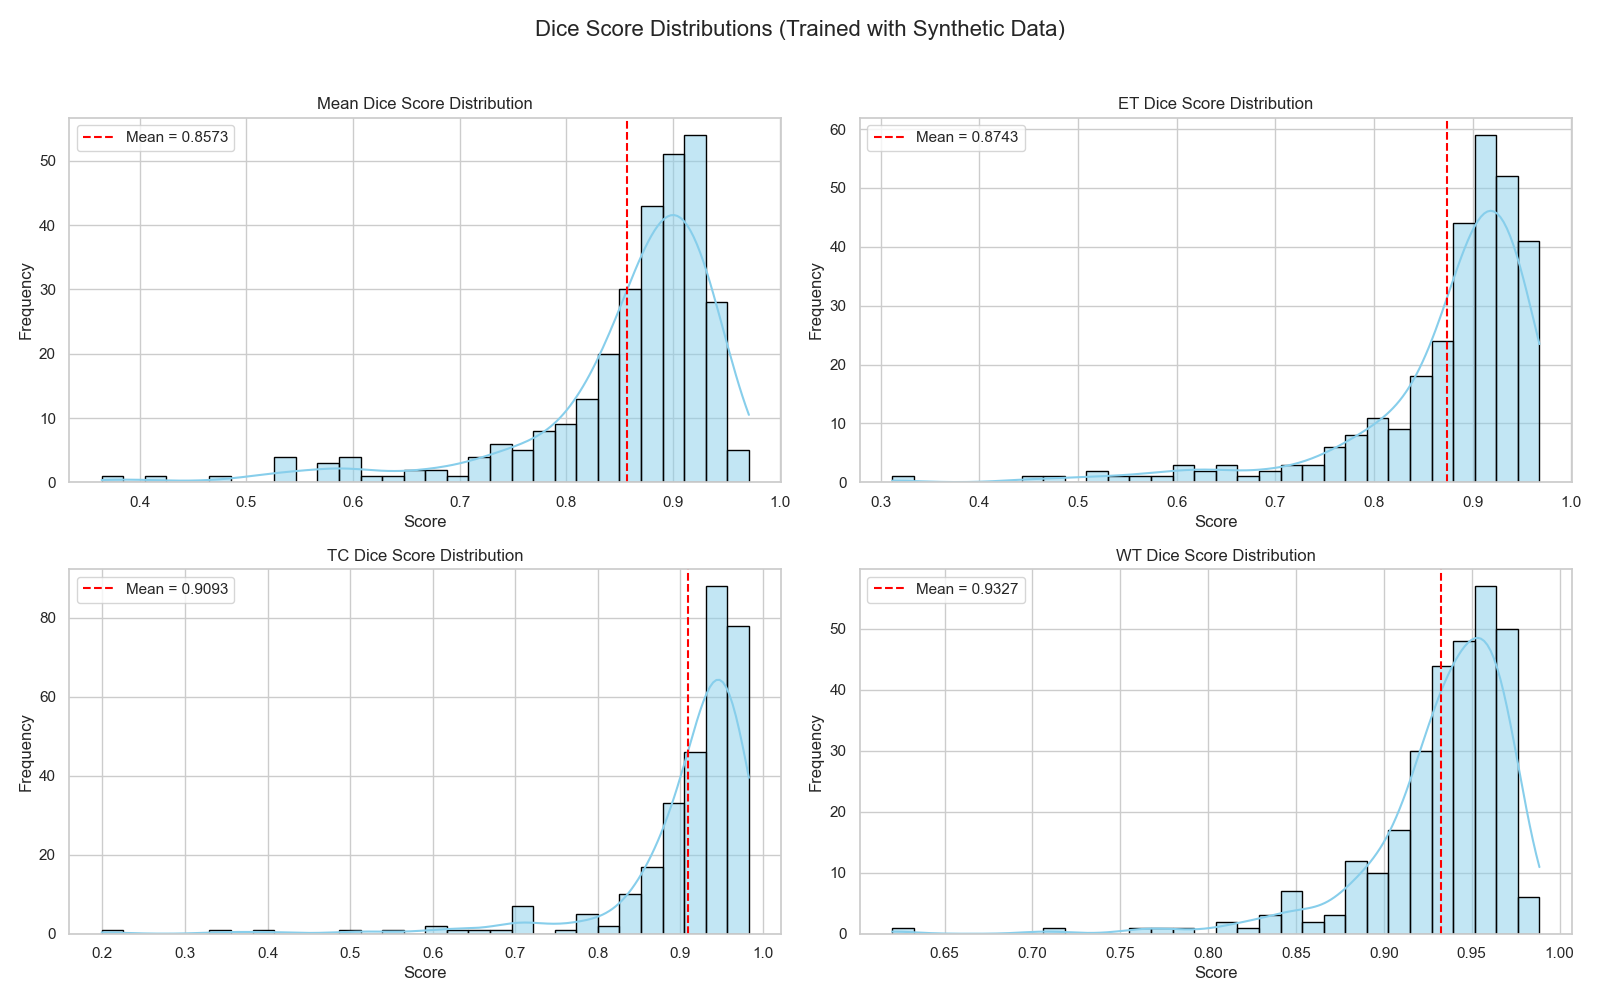 Dice Score Distributions (Trained with Synthetic Data)
Mean Dice Score Distribution
Mean = 0.8573
Frequency
50
40
30
20
10
0
0.4 0.5 0.6 0.7 0.8 0.9 1.0
Score
ET Dice Score Distribution
Mean = 0.8743
Frequency
60
50
40
30
20
10
0
0.3 0.4 0.5 0.6 0.7 0.8 0.9 1.0
Score
TC Dice Score Distribution
Mean = 0.9093
Frequency
80
60
40
20
0
0.2 0.3 0.4 0.5 0.6 0.7 0.8 0.9 1.0
Score
WT Dice Score Distribution
Mean = 0.9327
Frequency
50
40
30
20
10
0
0.65 0.70 0.75 0.80 0.85 0.90 0.95 1.00
Score